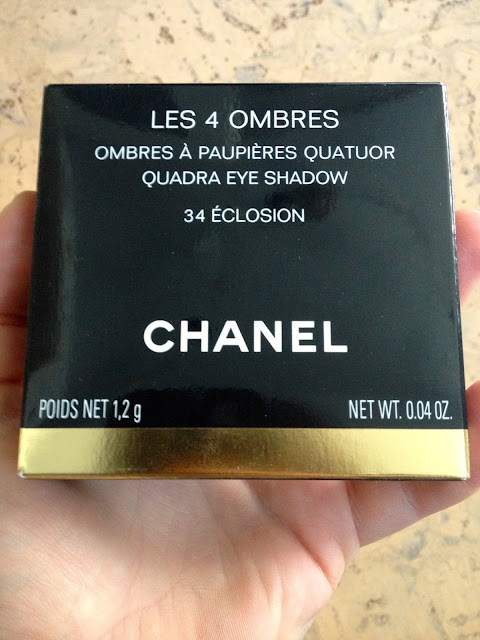 LES 4 OMBRES
OMBRES À PAUPIÈRES QUATUOR
QUADRA EYE SHADOW
34 ÉCLOSION
CHANEL
POIDS NET 1,2 g NET WT. 0.04 OZ.